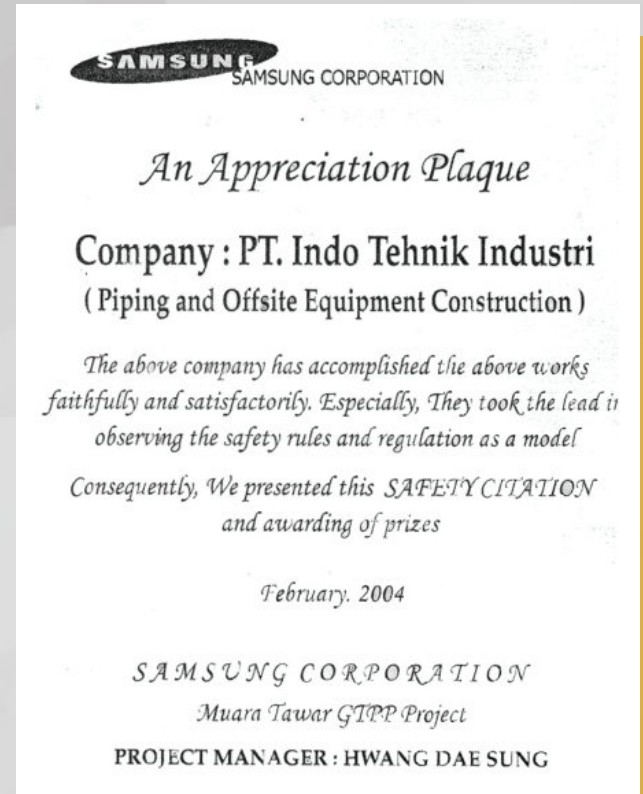 SAMSUNG
SAMSUNG CORPORATION
An Appreciation Plaque
Company : PT. Indo Tehnik Industri
( Piping and Offsite Equipment Construction )
The above company has accomplished the above works
faithfully and satisfactorily. Especially, They took the lead in
observing the safety rules and regulation as a model
Consequently, We presented this SAFETY CITATION
and awarding of prizes
February. 2004
SAMSUNG CORPORATION
Muara Tawar GTPP Project
PROJECT MANAGER : HWANG DAE SUNG